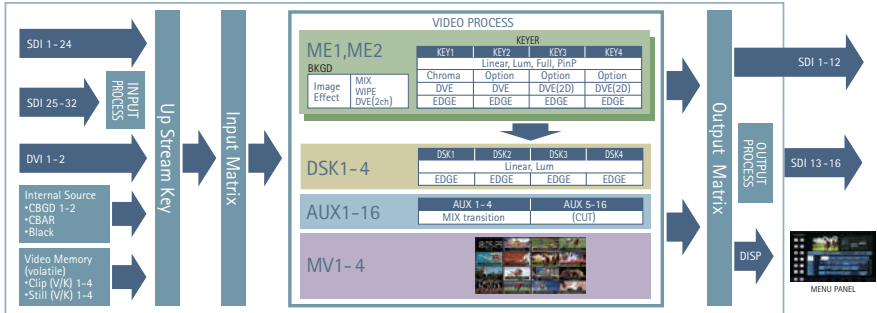 VIDEO PROCESS
SDI 1-24
SDI 25-32
INPUT PROCESS
DVI 1-2
Internal Source
•CBGD 1-2
•CBAR
•Black
Video Memory
(volatile)
•Clip (V/K) 1-4
•Still (V/K) 1-4
Up Stream Key
Input Matrix
ME1,ME2
BKGD
Image Effect
MIX
WIPE
DVE(2ch)
KEYER
KEY1 KEY2 KEY3 KEY4
Linear, Lum, Full, PinP
Chroma Option Option Option
DVE DVE DVE(2D) DVE(2D)
EDGE EDGE EDGE EDGE
DSK1-4
DSK1 DSK2 DSK3 DSK4
Linear, Lum
EDGE EDGE EDGE EDGE
AUX1-16
AUX 1-4 AUX 5-16
MIX transition (CUT)
MV1-4
Output Matrix
OUTPUT PROCESS
SDI 1-12
SDI 13-16
DISP
MENU PANEL